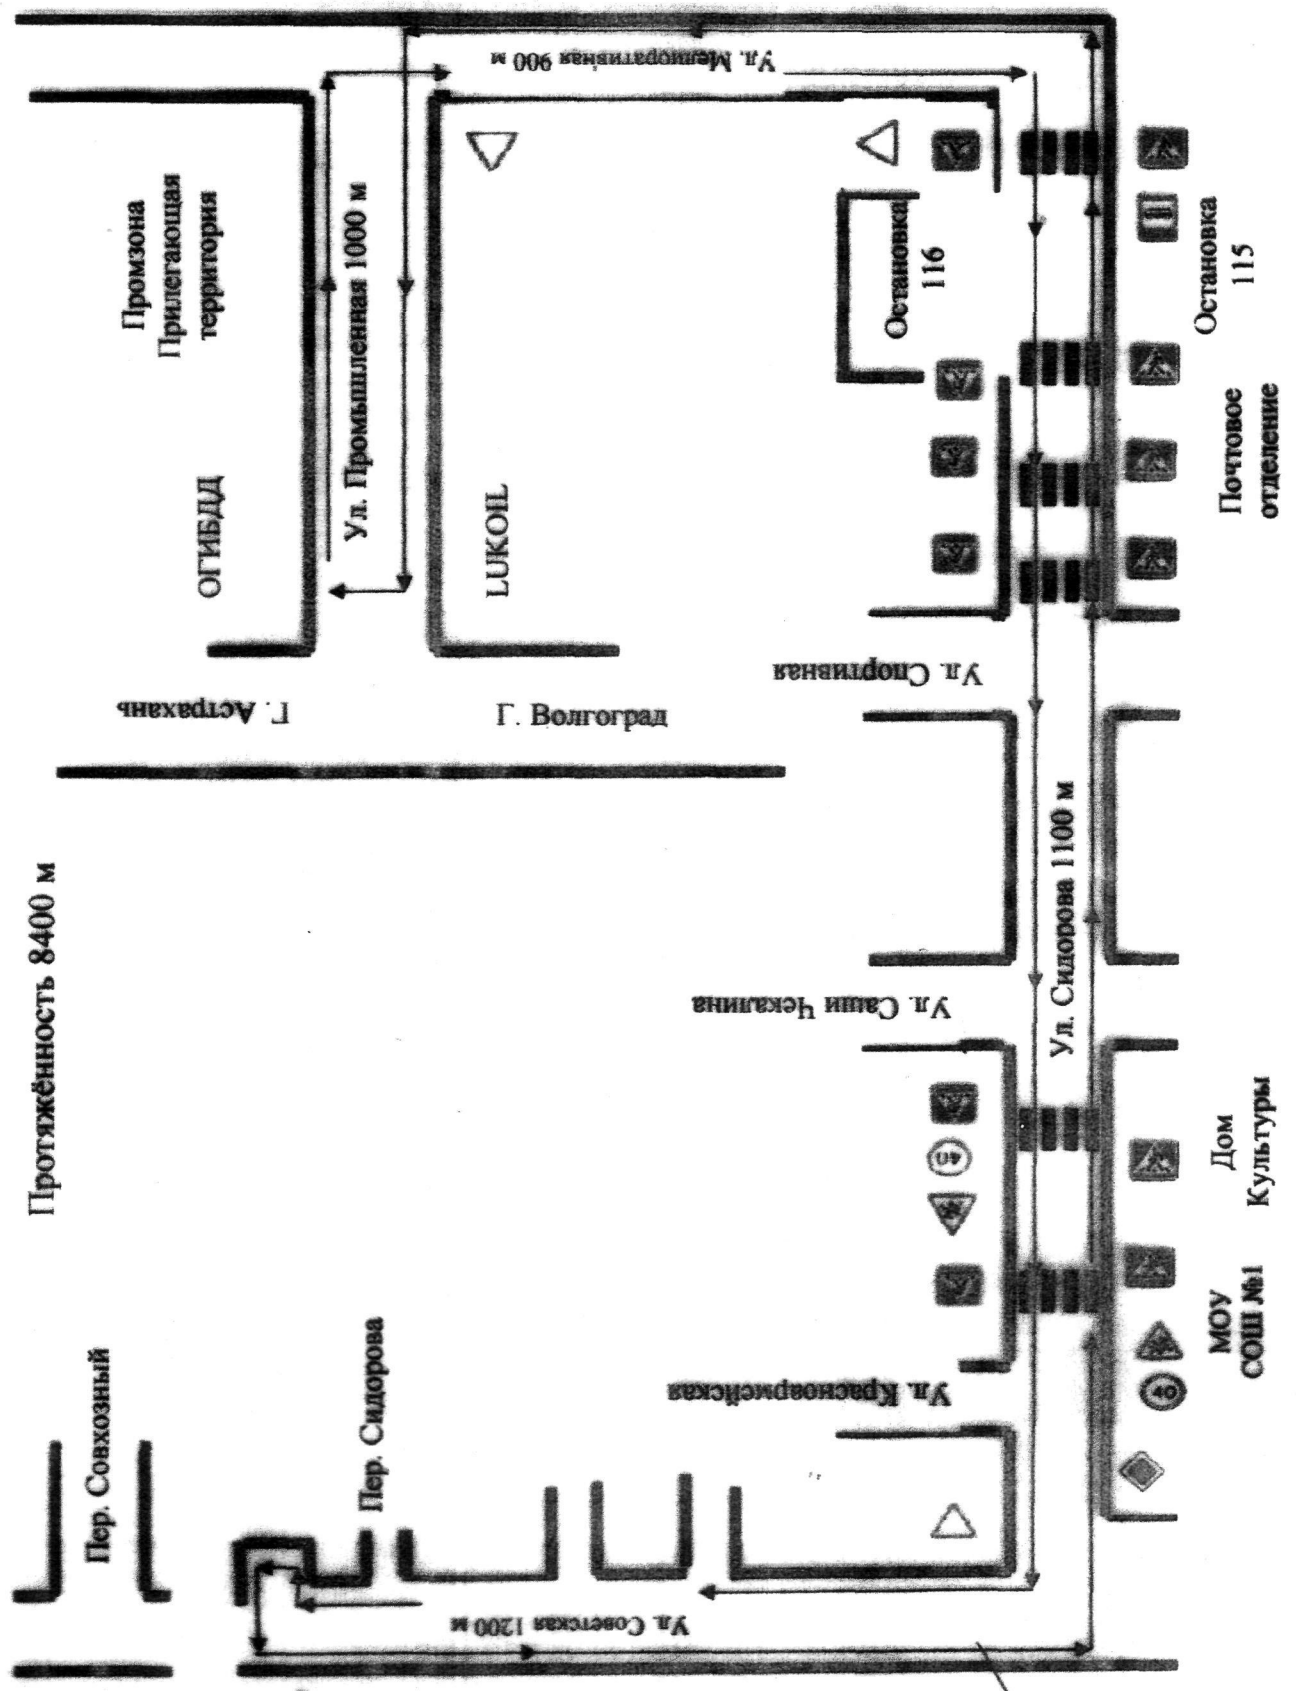 Протяжённость 8400 м
Пер. Совхозный
Пер. Сидорова
Ул. Советская 1200 м
Г. Астрахань
Г. Волгоград
ОГИБДД
Промзона
Прилегающая
территория
Ул. Промышленная 1000 м
LUKOIL
Ул. Мелиоративная 900 м
Ул. Красноармейская
Ул. Саши Чекалина
Ул. Спортивная
Остановка
116
40
Ул. Сидорова 1100 м
40
МОУ
СОШ №1
Дом
Культуры
Почтовое
отделение
Остановка
115